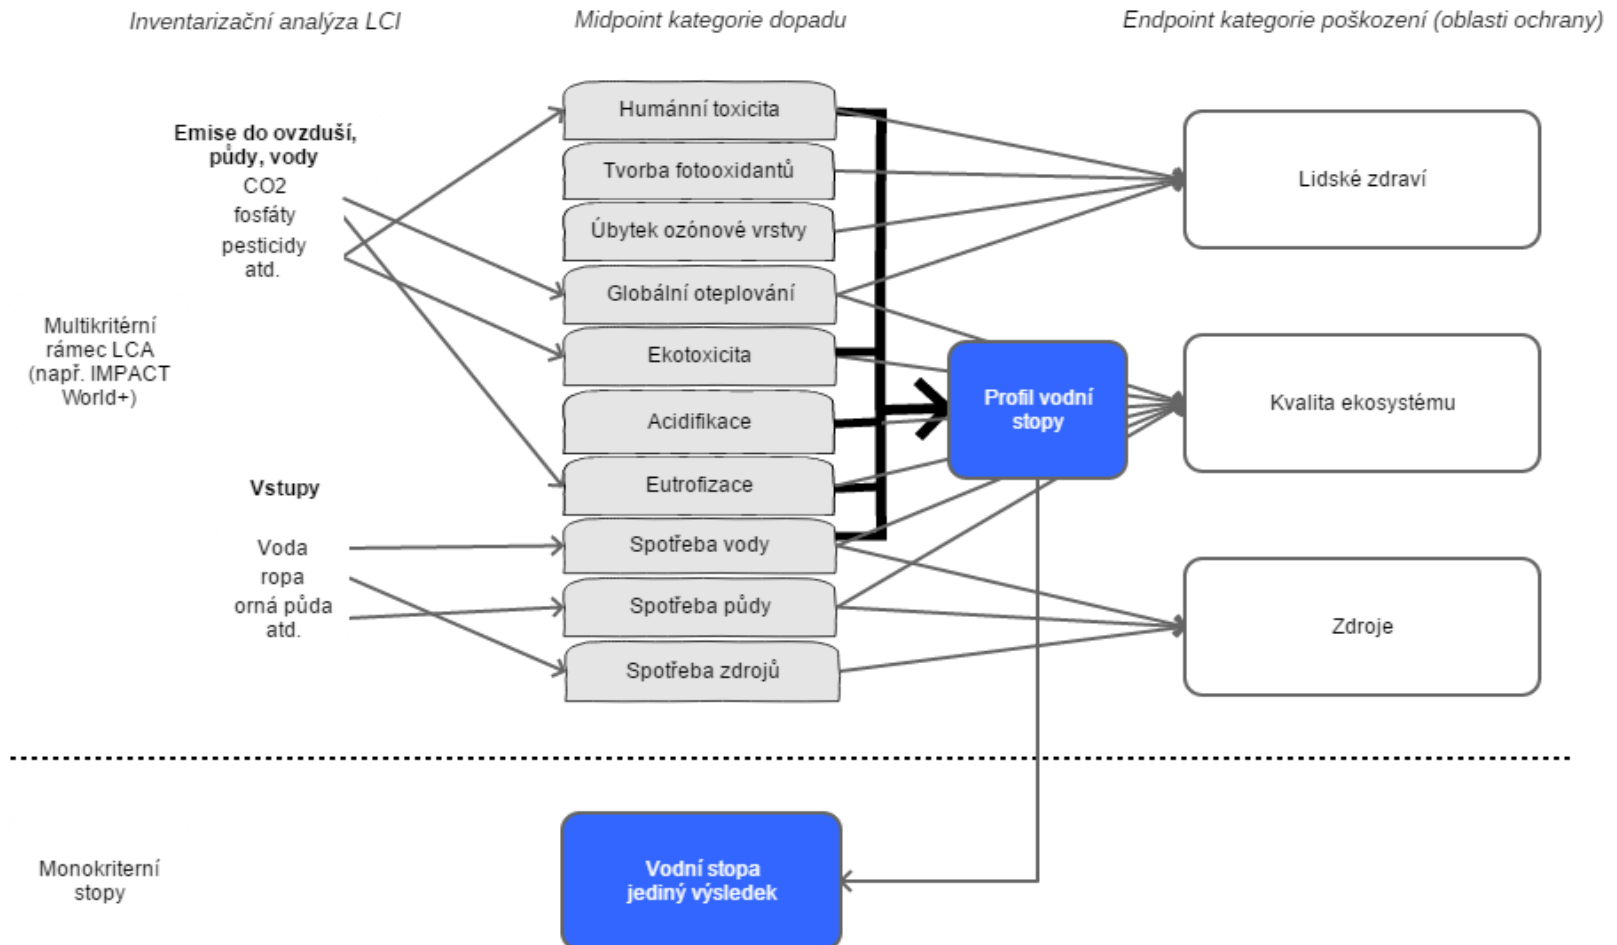 Inventarizační analýza LCI
Midpoint kategorie dopadu
Endpoint kategorie poškození (oblasti ochrany)
Emise do ovzduší,
půdy, vody
CO2
fosfáty
pesticidy
atd.
Multikritérní
rámec LCA
(např. IMPACT
World+)
Vstupy
Voda
ropa
orná půda
atd.
Humánní toxicita
Tvorba fotooxidantů
Úbytek ozónové vrstvy
Globální oteplování
Ekotoxicita
Acidifikace
Eutrofizace
Spotřeba vody
Spotřeba půdy
Spotřeba zdrojů
Profil vodní
stopy
Lidské zdraví
Kvalita ekosystému
Zdroje
Monokriterní
stopy
Vodní stopa
jediný výsledek